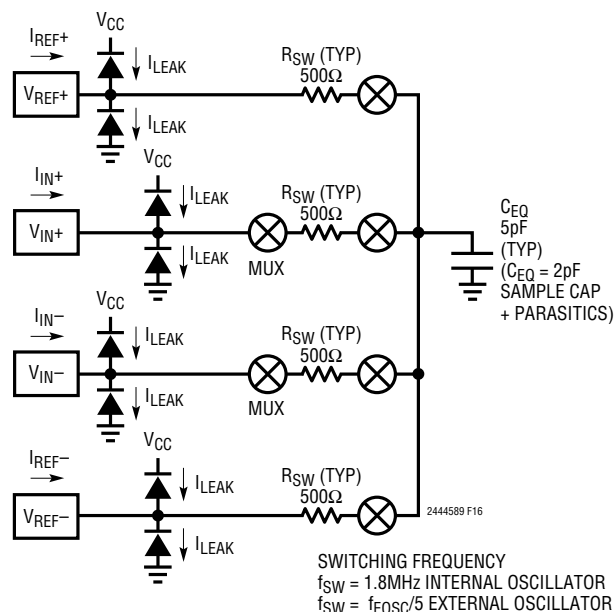 VCC
IREF+
ILEAK
VREF+
ILEAK
RSW (TYP)
500Ω
VCC
IIN+
ILEAK
VIN+
ILEAK
MUX
RSW (TYP)
500Ω
CEQ
5pF
(TYP)
(CEQ = 2pF
SAMPLE CAP
+ PARASITICS)
VCC
IIN−
ILEAK
VIN−
ILEAK
MUX
RSW (TYP)
500Ω
VCC
IREF−
ILEAK
VREF−
ILEAK
RSW (TYP)
500Ω
2444589 F16
SWITCHING FREQUENCY
fSW = 1.8MHz INTERNAL OSCILLATOR
fSW = fEOSC/5 EXTERNAL OSCILLATOR